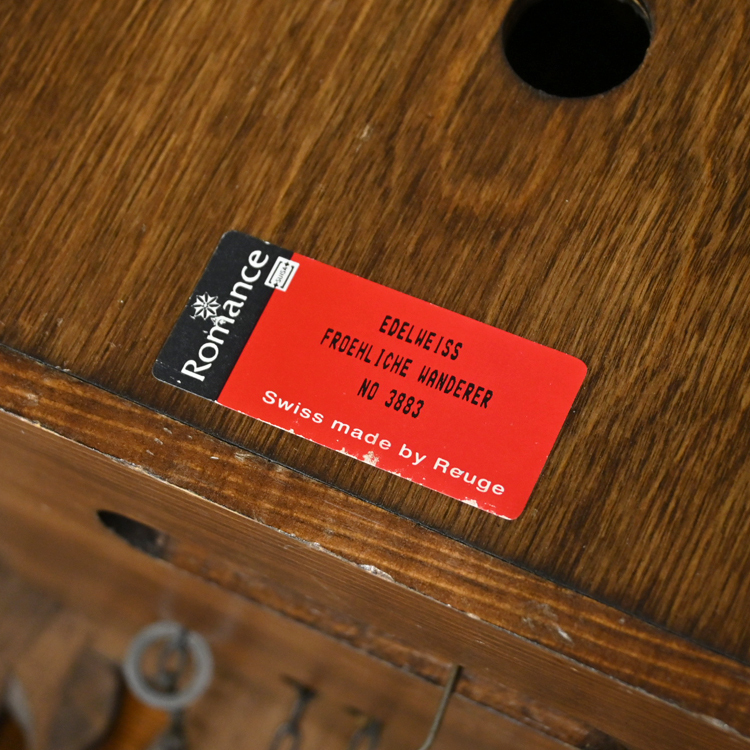 Romance
EDELWEISS
FROEHLICHE WANDERER
NO 3883
Swiss made by Reuge